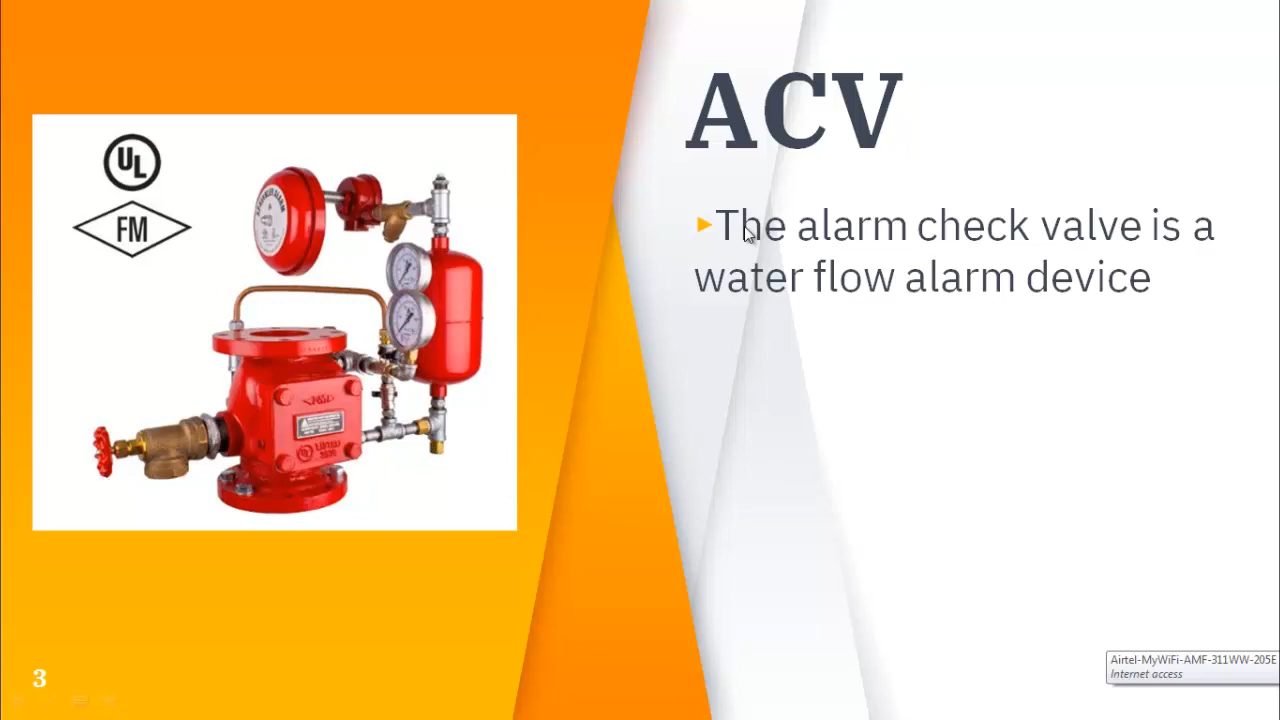 ACV
The alarm check valve is a
water flow alarm device
UL
FM
3
Airtel-MyWiFi-AMF-311WW-205E
Internet access